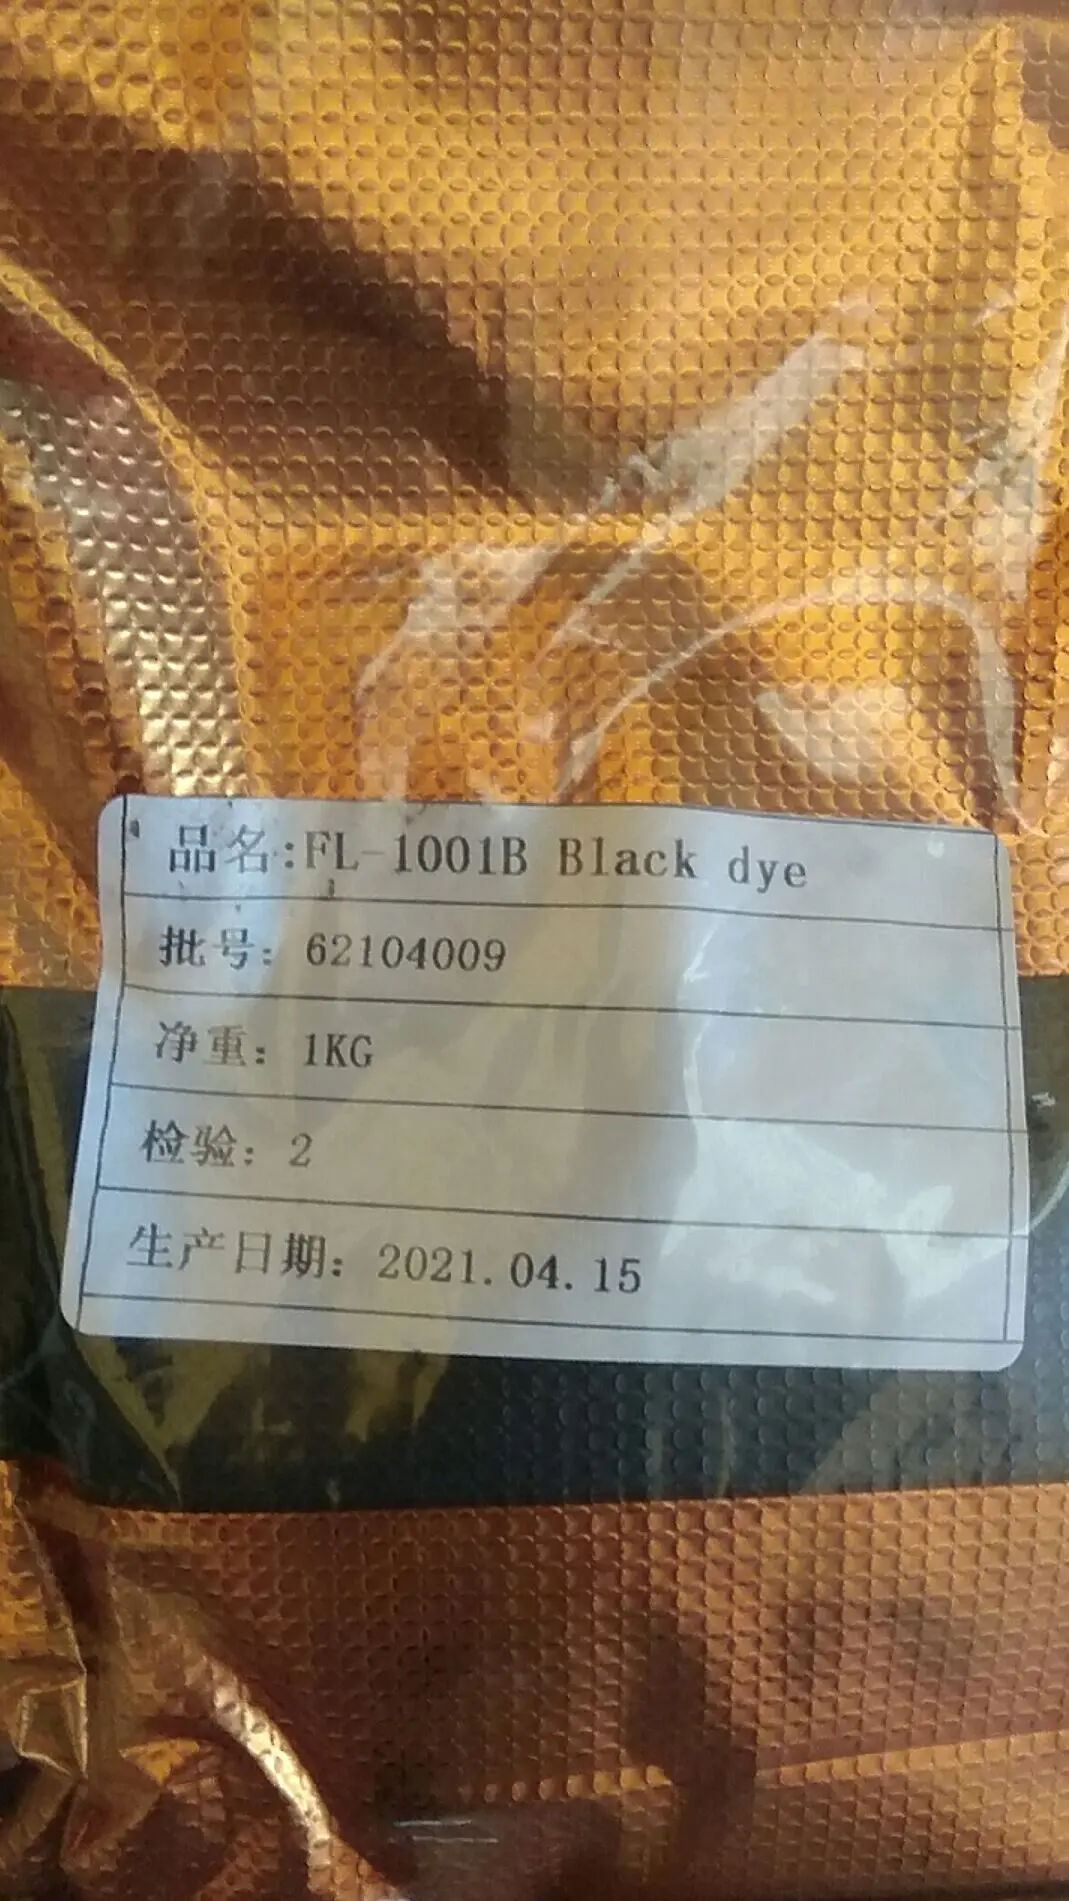 品名:FL-1001B Black dye
批号: 62104009
净重: 1KG
检验: 2
生产日期: 2021.04.15